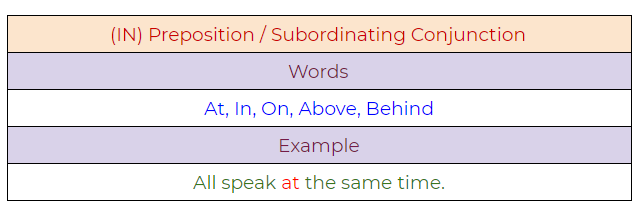 (IN) Preposition / Subordinating Conjunction
Words
At, In, On, Above, Behind
Example
All speak at the same time.